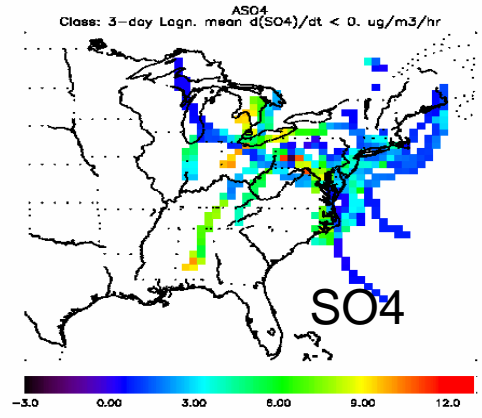 ASO4
Class: 3-day Lagn. mean d(SO4)/dt < 0. ug/m3/hr
SO4
-3.0 0.00 3.00 6.00 9.00 12.0